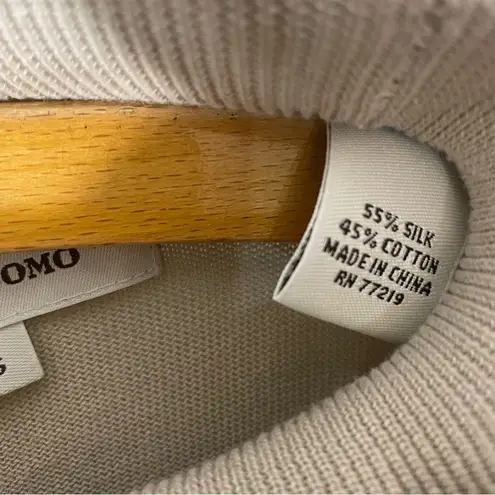 55% SILK
45% COTTON
MADE IN CHINA
RN 77219
OMO